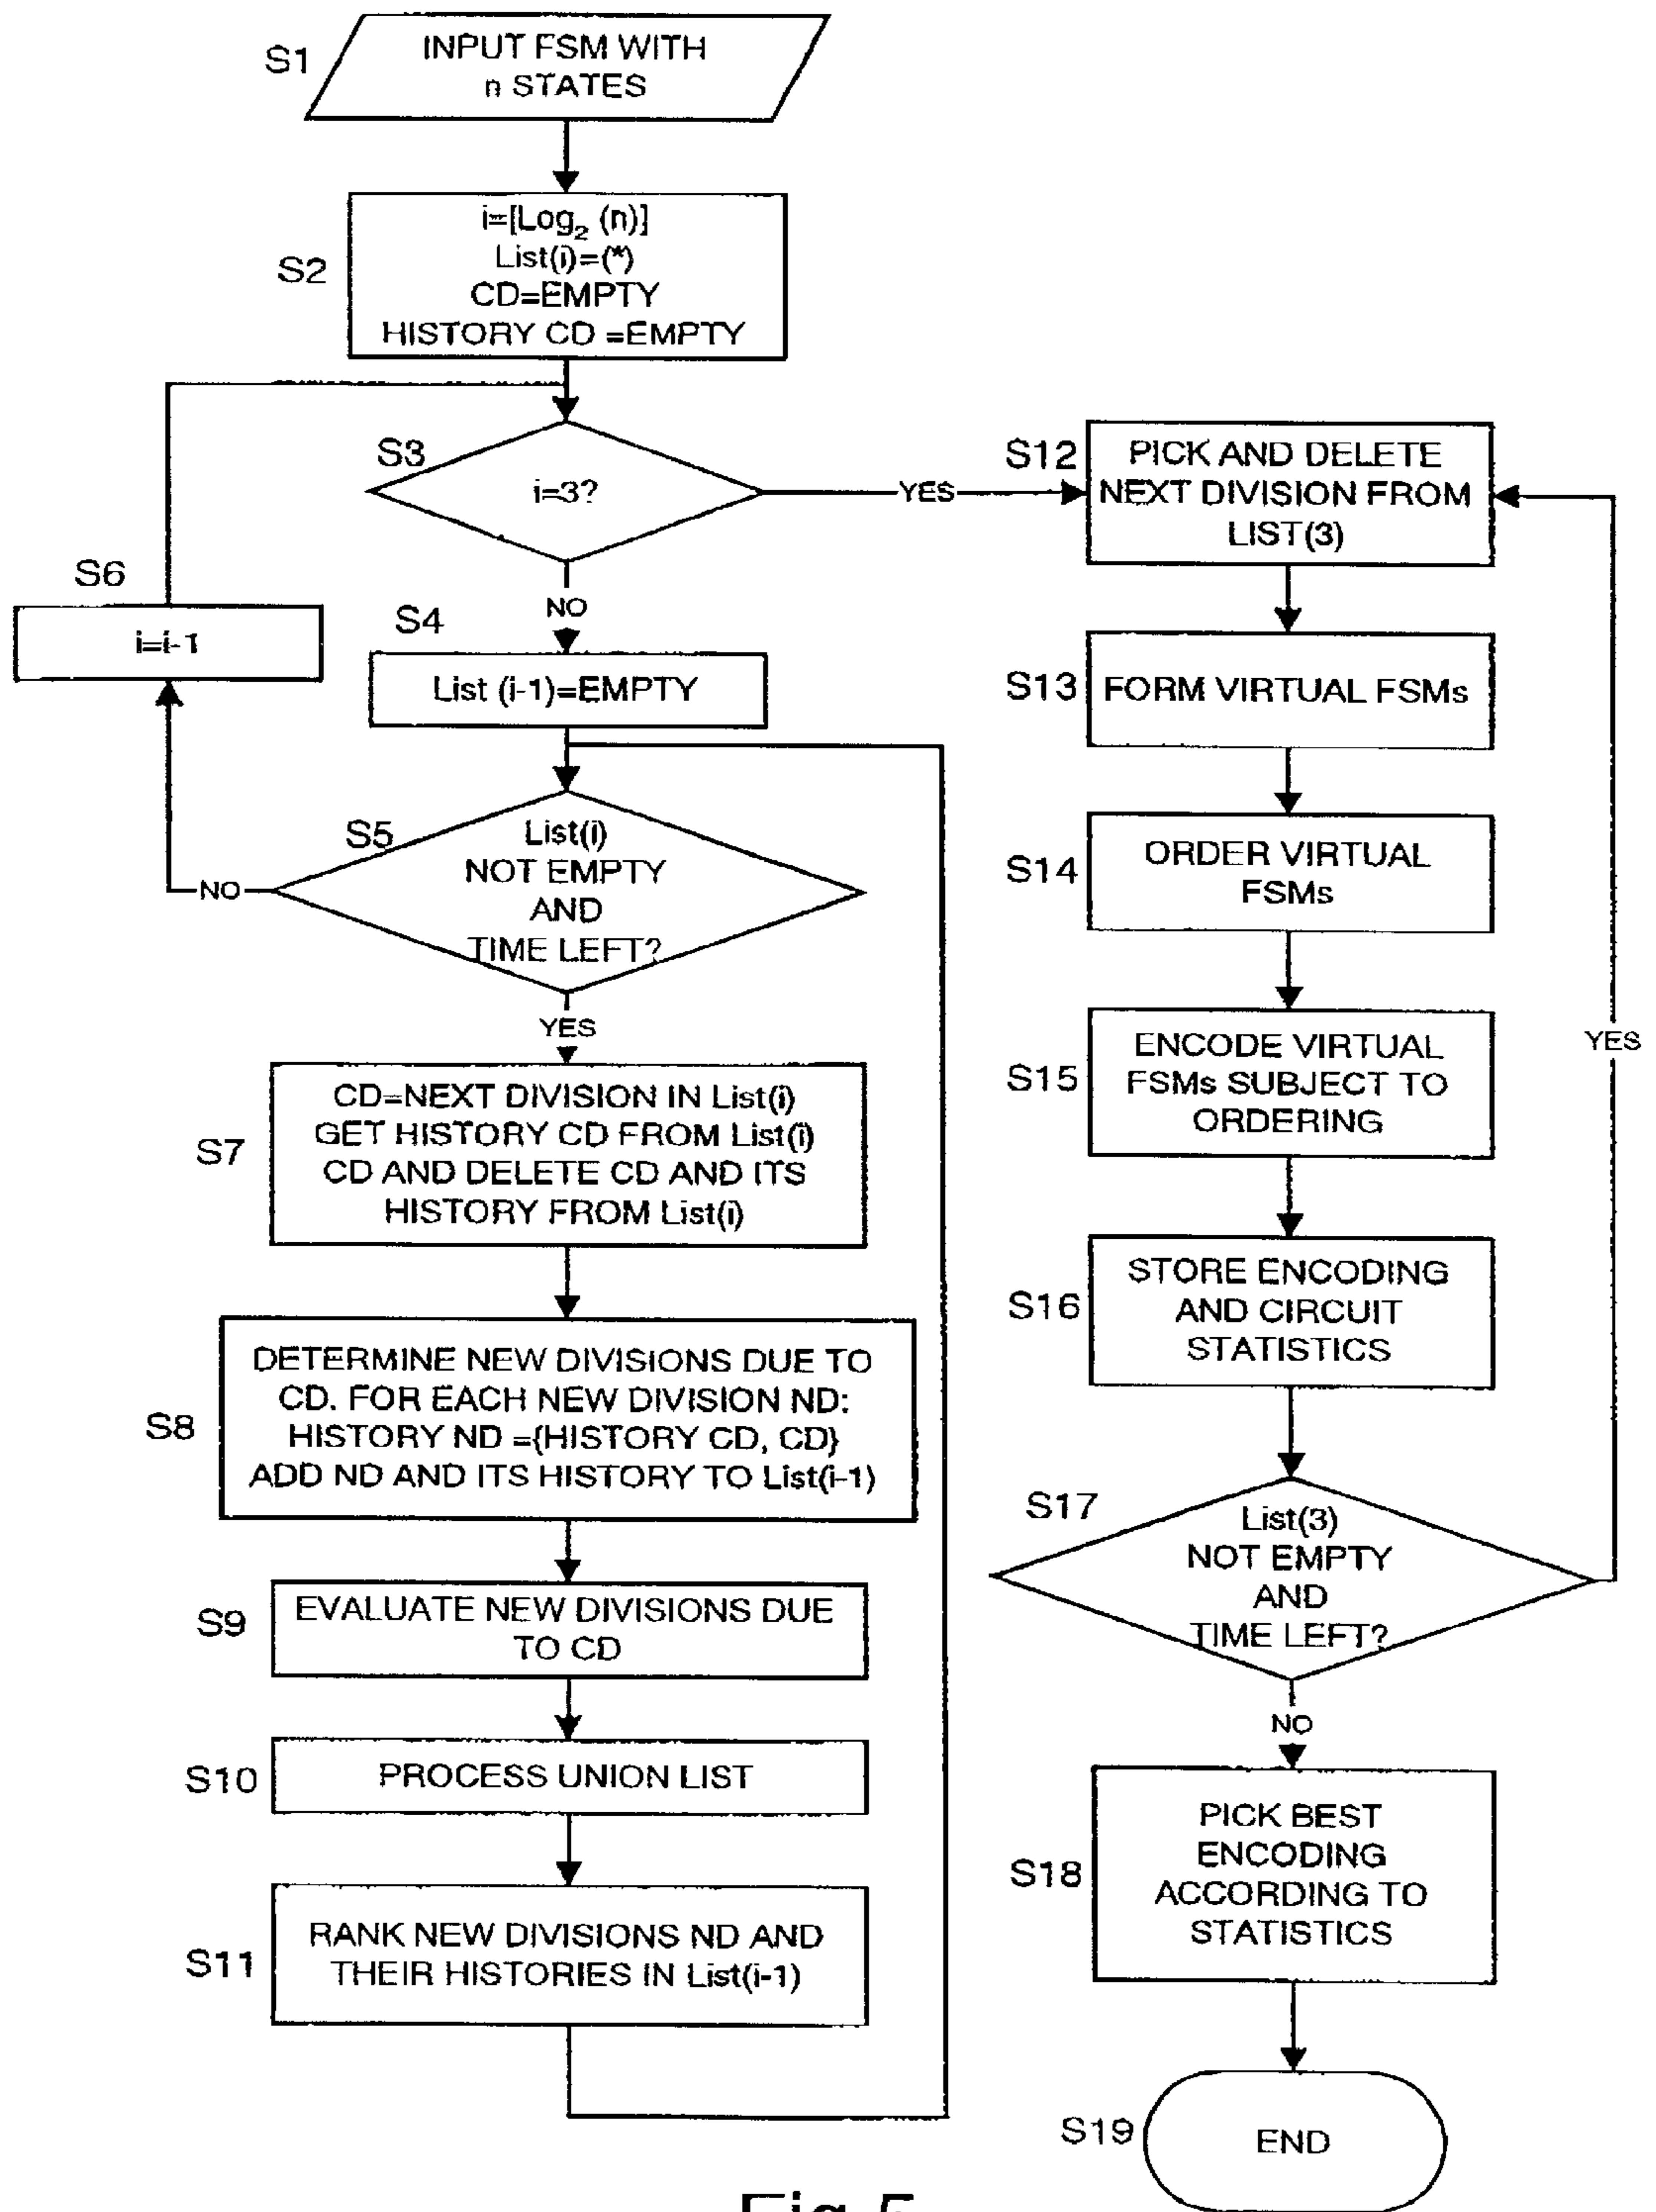 S1
INPUT FSM WITH
n STATES
S2
i=[Log₂ (n)]
List(i)=(*)
CD=EMPTY
HISTORY CD =EMPTY
S3
i=3?
YES
NO
S6
i=i-1
S4
List (i-1)=EMPTY
S5
List(i)
NOT EMPTY
AND
TIME LEFT?
NO
YES
S7
CD=NEXT DIVISION IN List(i)
GET HISTORY CD FROM List(i)
CD AND DELETE CD AND ITS
HISTORY FROM List(i)
S8
DETERMINE NEW DIVISIONS DUE TO
CD. FOR EACH NEW DIVISION ND:
HISTORY ND ={HISTORY CD, CD}
ADD ND AND ITS HISTORY TO List(i-1)
S9
EVALUATE NEW DIVISIONS DUE
TO CD
S10
PROCESS UNION LIST
S11
RANK NEW DIVISIONS ND AND
THEIR HISTORIES IN List(i-1)
S12
PICK AND DELETE
NEXT DIVISION FROM
LIST(3)
S13
FORM VIRTUAL FSMs
S14
ORDER VIRTUAL
FSMs
S15
ENCODE VIRTUAL
FSMs SUBJECT TO
ORDERING
YES
S16
STORE ENCODING
AND CIRCUIT
STATISTICS
S17
List(3)
NOT EMPTY
AND
TIME LEFT?
NO
S18
PICK BEST
ENCODING
ACCORDING TO
STATISTICS
S19
END
Fig 5